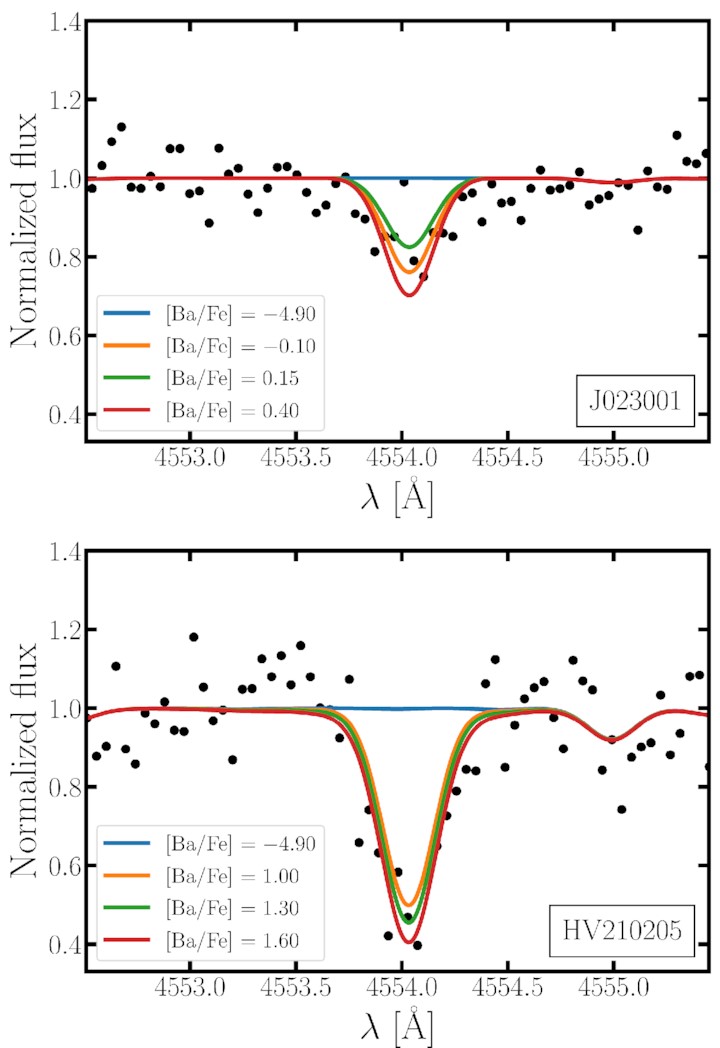 1.4
1.2
1.0
0.8
0.6
0.4
Normalized flux
[Ba/Fe] = −4.90
[Ba/Fe] = −0.10
[Ba/Fe] = 0.15
[Ba/Fe] = 0.40
J023001
4553.0 4553.5 4554.0 4554.5 4555.0
λ [Å]
1.4
1.2
1.0
0.8
0.6
0.4
Normalized flux
[Ba/Fe] = −4.90
[Ba/Fe] = 1.00
[Ba/Fe] = 1.30
[Ba/Fe] = 1.60
HV210205
4553.0 4553.5 4554.0 4554.5 4555.0
λ [Å]